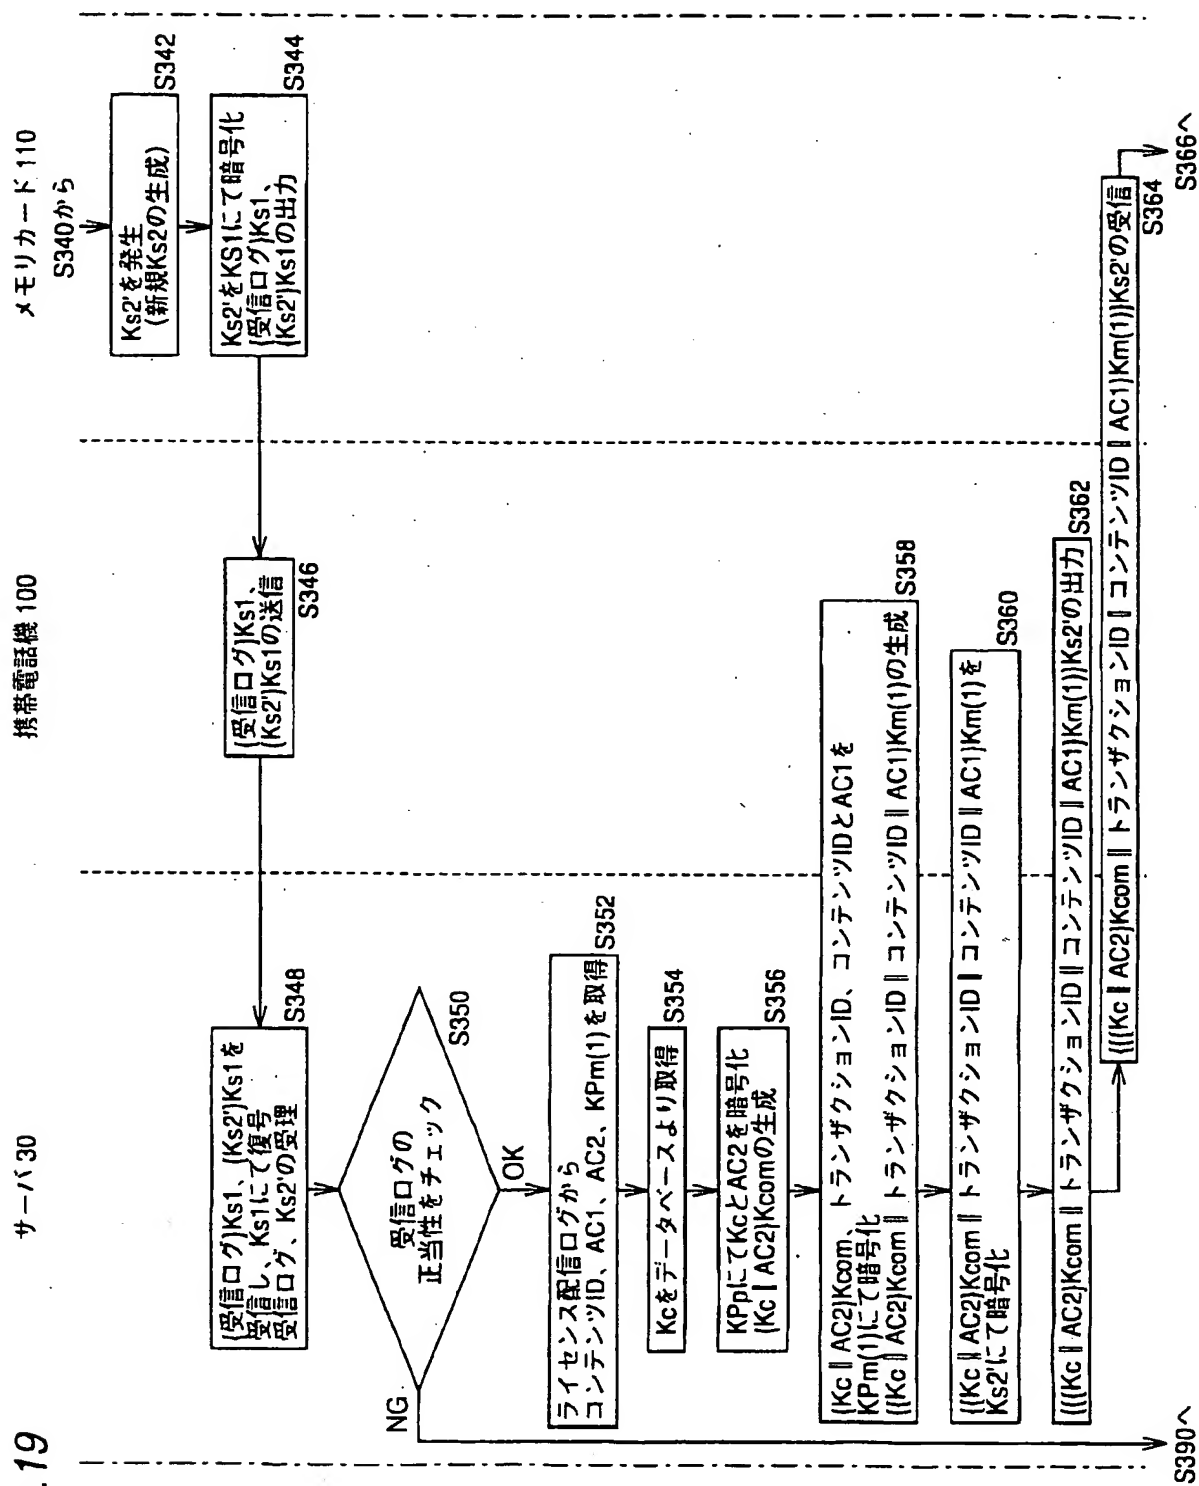 .19
サーバ 30
携帯電話機 100
メモリカード 110
S340から
Ks2'を発生
(新規Ks2の生成)
S342
Ks2'をKS1にて暗号化
{受信ログ}Ks1、
{Ks2'}Ks1の出力
S344
{受信ログ}Ks1、
{Ks2'}Ks1の送信
S346
{受信ログ}Ks1、{Ks2'}Ks1を
受信し、Ks1にて復号
受信ログ、Ks2'の受理
S348
受信ログの
正当性をチェック
S350
NG
OK
ライセンス配信ログから
コンテンツID、AC1、AC2、KPm(1)を取得
S352
Kcをデータベースより取得
S354
KPpにてKcとAC2を暗号化
{Kc∥AC2}Kcomの生成
S356
{Kc∥AC2}Kcom、トランザクションID、コンテンツIDとAC1を
KPm(1)にて暗号化
{{Kc∥AC2}Kcom∥トランザクションID∥コンテンツID∥AC1}Km(1)の生成
S358
{{Kc∥AC2}Kcom∥トランザクションID∥コンテンツID∥AC1}Km(1)を
Ks2'にて暗号化
S360
{{{Kc∥AC2}Kcom∥トランザクションID∥コンテンツID∥AC1}Km(1)}Ks2'の出力
S362
{{{Kc∥AC2}Kcom∥トランザクションID∥コンテンツID∥AC1}Km(1)}Ks2'の受信
S364
S390へ
S366へ